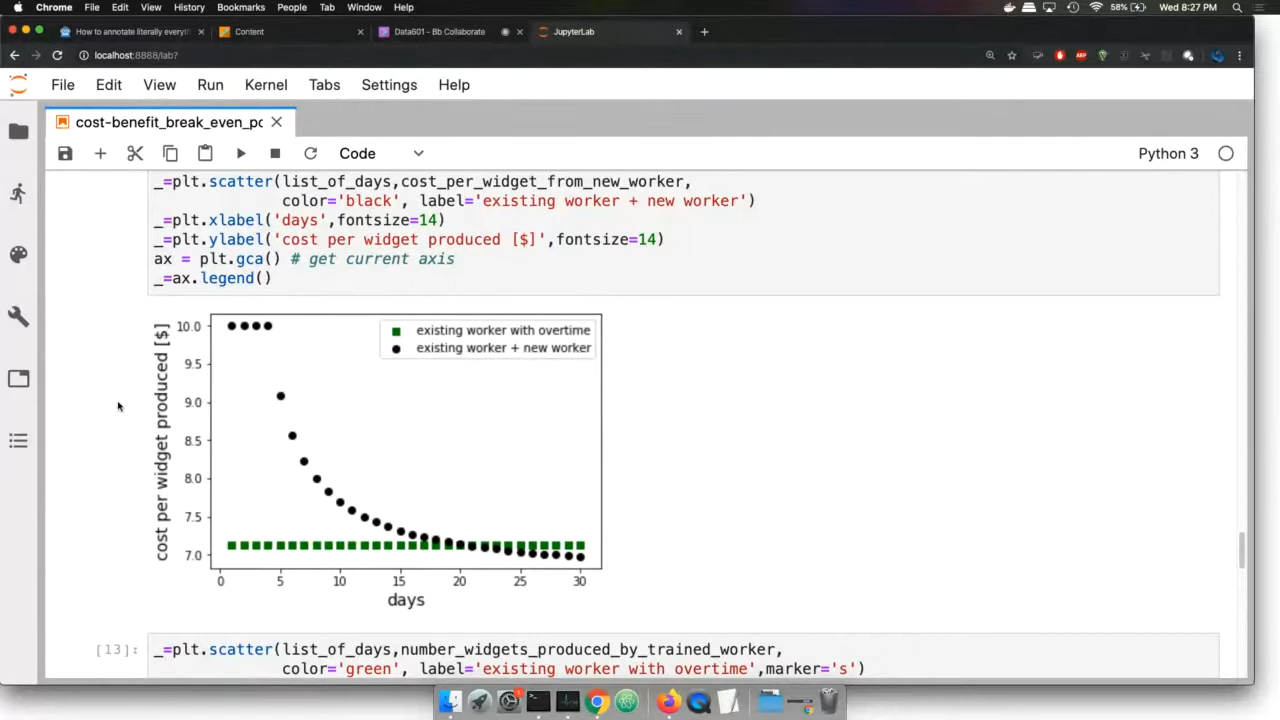 Chrome File Edit View History Bookmarks People Tab Window Help 58% Wed 8:27 PM
How to annotate literally everyt Content Data601 - Bb Collaborate JupyterLab
localhost:8888/lab?
File Edit View Run Kernel Tabs Settings Help
cost-benefit_break_even_po
Code Python 3
_=plt.scatter(list_of_days,cost_per_widget_from_new_worker,
color='black', label='existing worker + new worker')
_=plt.xlabel('days',fontsize=14)
_=plt.ylabel('cost per widget produced [$]',fontsize=14)
ax = plt.gca() # get current axis
_=ax.legend()
existing worker with overtime
existing worker + new worker
cost per widget produced [$]
10.0
9.5
9.0
8.5
8.0
7.5
7.0
0 5 10 15 20 25 30
days
[13]: _=plt.scatter(list_of_days,number_widgets_produced_by_trained_worker,
color='green', label='existing worker with overtime',marker='s')